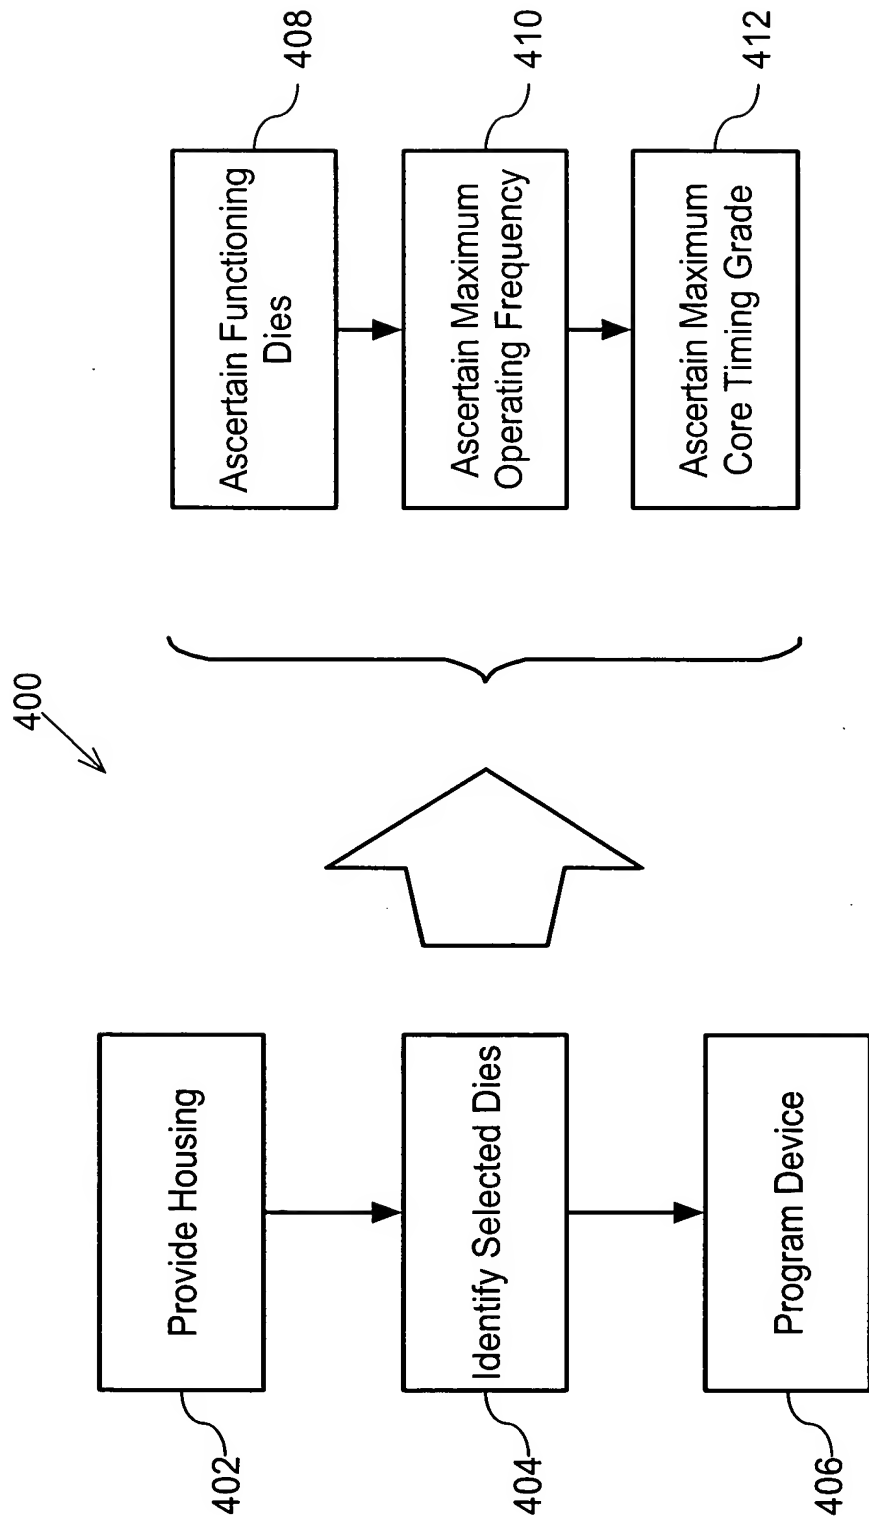 400
402
Provide Housing
404
Identify Selected Dies
406
Program Device
Ascertain Functioning
Dies
408
Ascertain Maximum
Operating Frequency
410
Ascertain Maximum
Core Timing Grade
412